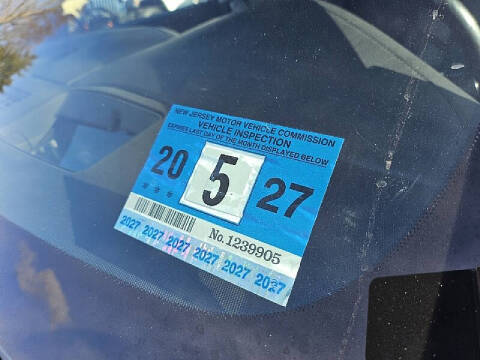 NEW JERSEY MOTOR VEHICLE COMMISSION
VEHICLE INSPECTION
EXPIRES LAST DAY OF THE MONTH DISPLAYED BELOW
20 5 27
No. 1239905
2027 2027 2027 2027 2027 2027